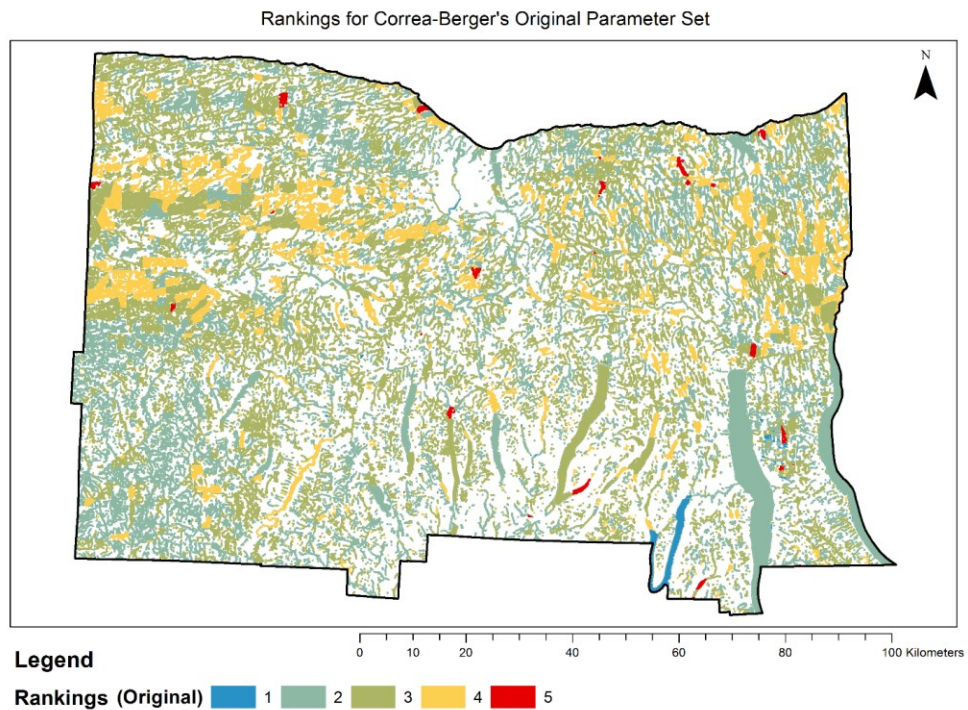 Rankings for Correa-Berger's Original Parameter Set
N
0 10 20 40 60 80 100 Kilometers
Legend
Rankings (Original) 1 2 3 4 5